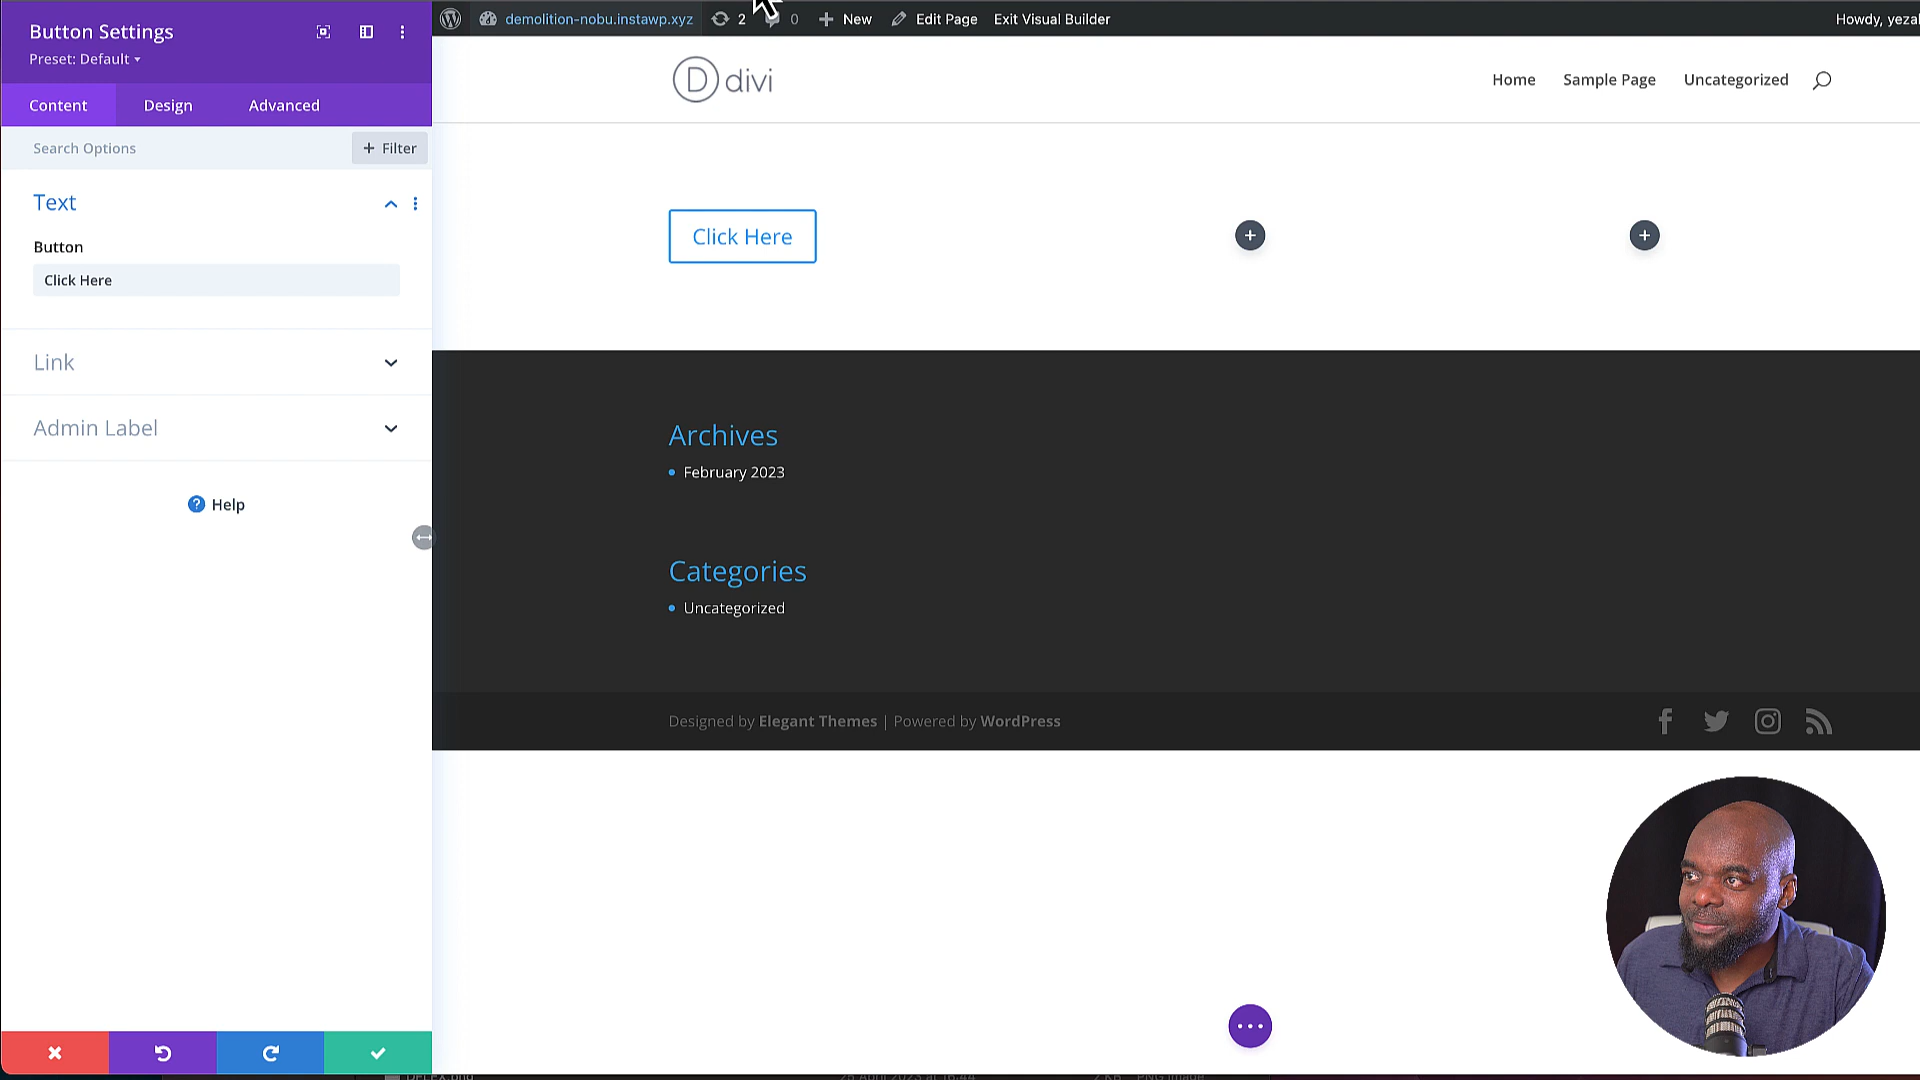 Button Settings
Preset: Default
Content
Design
Advanced
Search Options
+ Filter
Text
Button
Click Here
Link
Admin Label
? Help
demolition-nobu.instawp.xyz
2
0
+ New
Edit Page
Exit Visual Builder
Howdy, yezal
D divi
Home
Sample Page
Uncategorized
Click Here
Archives
February 2023
Categories
Uncategorized
Designed by Elegant Themes | Powered by WordPress